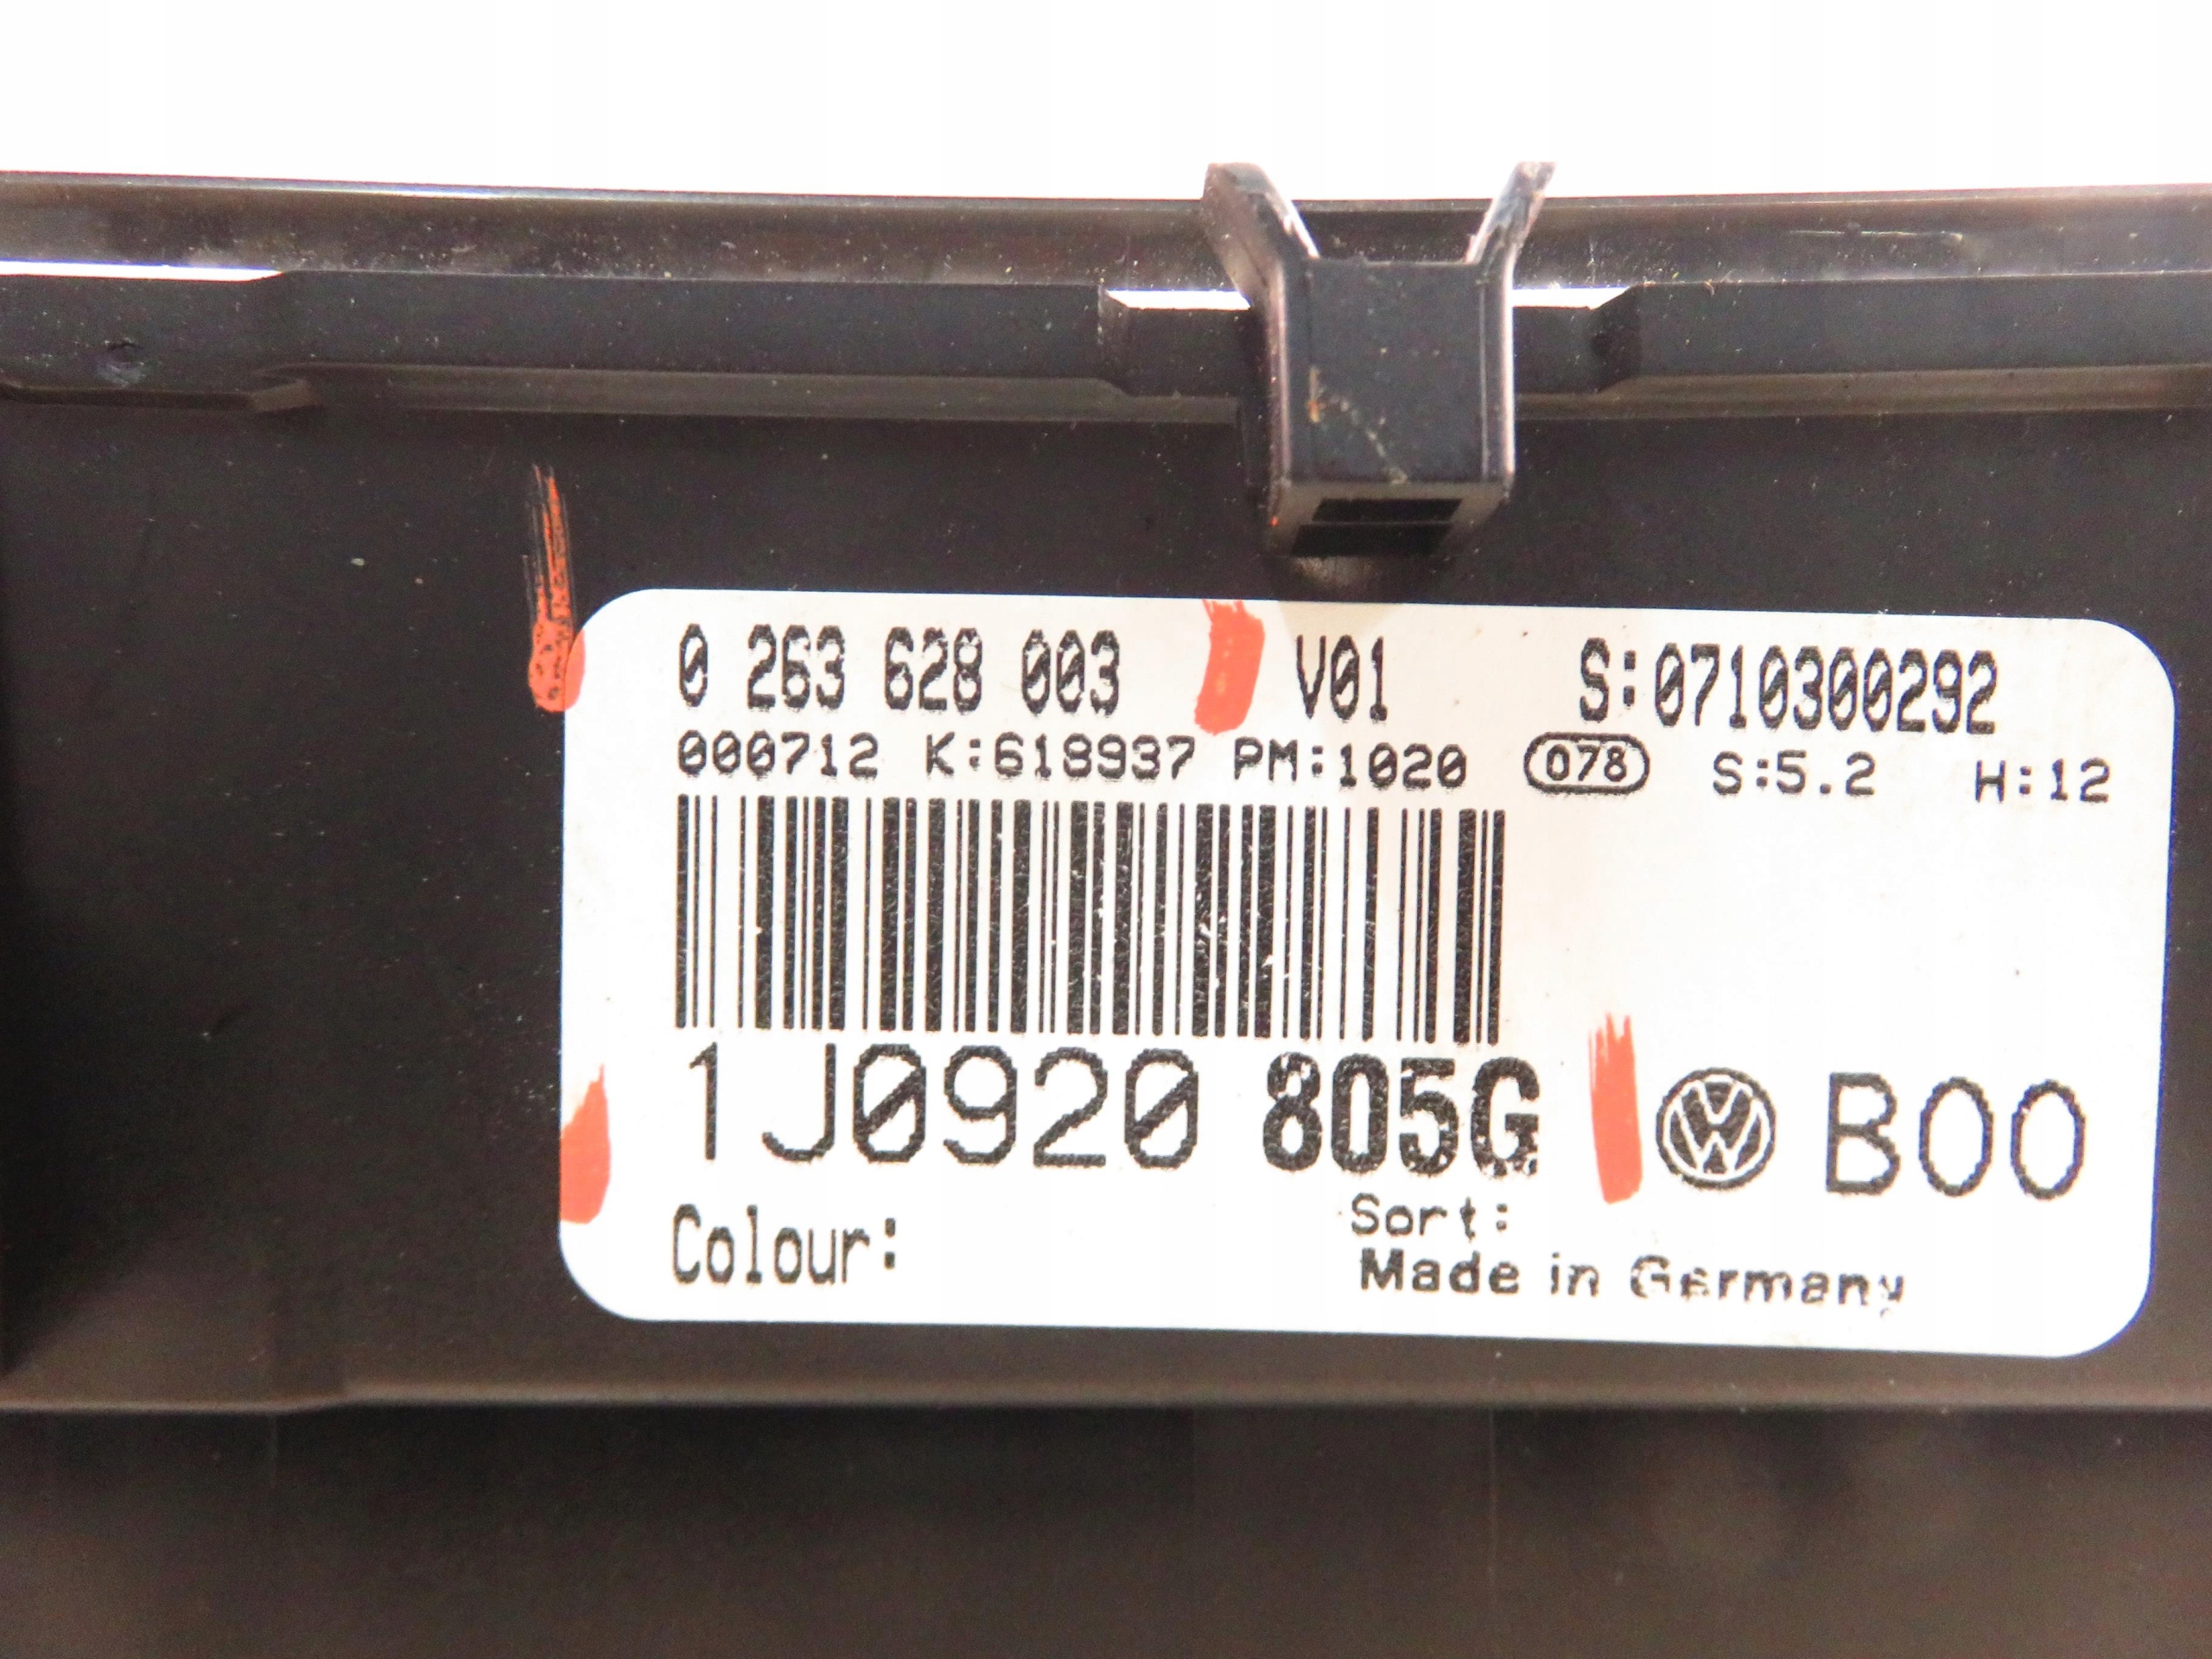 0 263 628 003 V01 S:0710300292
000712 K:618937 PM:1020 078 S:5.2 H:12
1J0920 805G VW B00
Colour: Sort:
Made in Germany